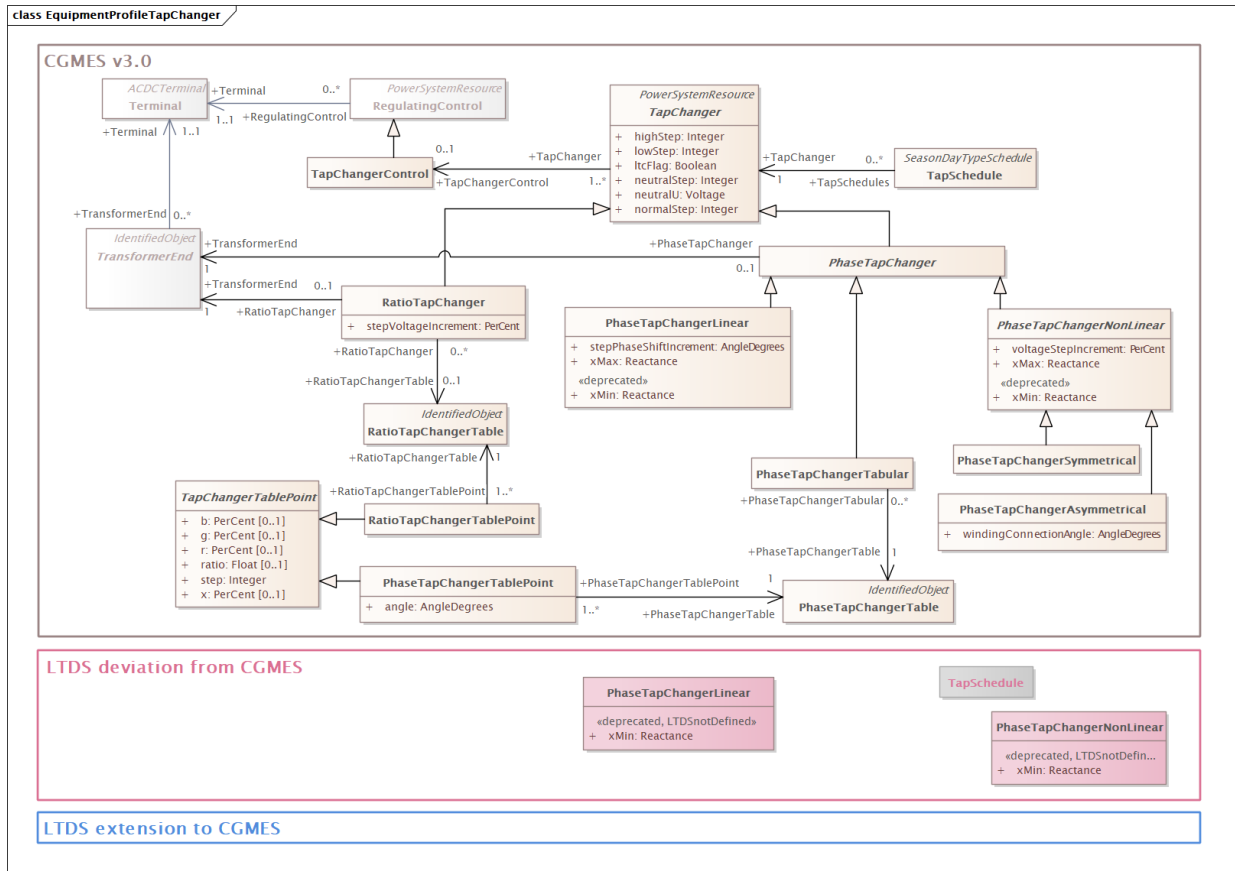 class EquipmentProfileTapChanger
CGMES v3.0
ACDCTerminal
Terminal
+Terminal
0..*
1..1
+RegulatingControl
PowerSystemResource
RegulatingControl
+Terminal
1..1
TapChangerControl
0..1
+TapChangerControl
+TapChanger
1..*
PowerSystemResource
TapChanger
+ highStep: Integer
+ lowStep: Integer
+ ltcFlag: Boolean
+ neutralStep: Integer
+ neutralU: Voltage
+ normalStep: Integer
+TapChanger
0..*
1
+TapSchedules
SeasonDayTypeSchedule
TapSchedule
+TransformerEnd
0..*
IdentifiedObject
TransformerEnd
+TransformerEnd
1
+PhaseTapChanger
0..1
PhaseTapChanger
+TransformerEnd
0..1
1
+RatioTapChanger
RatioTapChanger
+ stepVoltageIncrement: PerCent
PhaseTapChangerLinear
+ stepPhaseShiftIncrement: AngleDegrees
+ xMax: Reactance
«deprecated»
+ xMin: Reactance
PhaseTapChangerNonLinear
+ voltageStepIncrement: PerCent
+ xMax: Reactance
«deprecated»
+ xMin: Reactance
+RatioTapChanger
0..*
+RatioTapChangerTable
0..1
IdentifiedObject
RatioTapChangerTable
+RatioTapChangerTable
1
+RatioTapChangerTablePoint
1..*
RatioTapChangerTablePoint
PhaseTapChangerSymmetrical
PhaseTapChangerTabular
+PhaseTapChangerTabular
0..*
PhaseTapChangerAsymmetrical
+ windingConnectionAngle: AngleDegrees
TapChangerTablePoint
+ b: PerCent [0..1]
+ g: PerCent [0..1]
+ r: PerCent [0..1]
+ ratio: Float [0..1]
+ step: Integer
+ x: PerCent [0..1]
+PhaseTapChangerTable
1
PhaseTapChangerTablePoint
+ angle: AngleDegrees
+PhaseTapChangerTablePoint
1
1..*
+PhaseTapChangerTable
IdentifiedObject
PhaseTapChangerTable
LTDS deviation from CGMES
PhaseTapChangerLinear
«deprecated, LTDSnotDefined»
+ xMin: Reactance
TapSchedule
PhaseTapChangerNonLinear
«deprecated, LTDSnotDefin...
+ xMin: Reactance
LTDS extension to CGMES